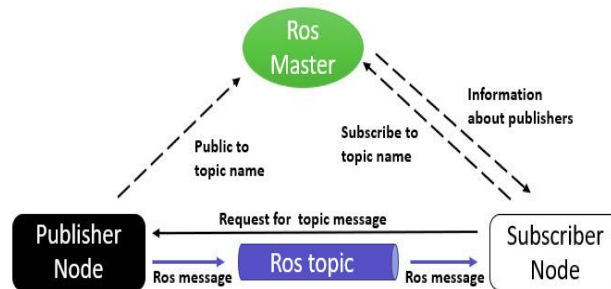 Ros
Master
Information
about publishers
Public to
topic name
Subscribe to
topic name
Request for topic message
Publisher
Node
Ros message
Ros topic
Ros message
Subscriber
Node